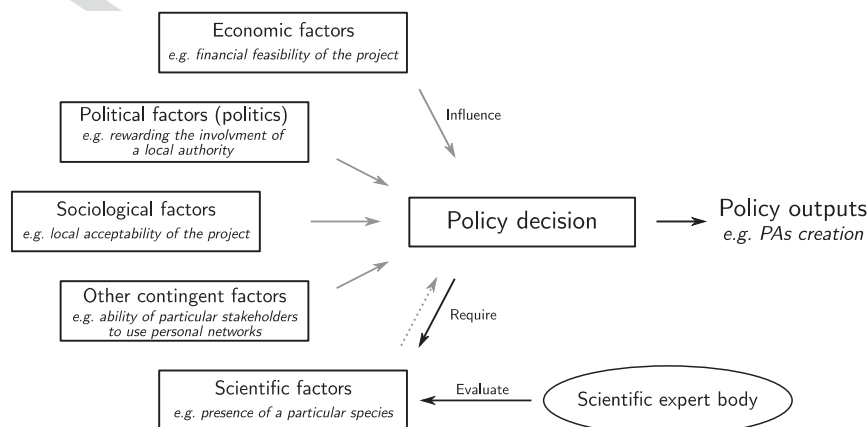 Economic factors
e.g. financial feasibility of the project
Influence
Political factors (politics)
e.g. rewarding the involvment of
a local authority
Sociological factors
e.g. local acceptability of the project
Policy decision
Policy outputs
e.g. PAs creation
Other contingent factors
e.g. ability of particular stakeholders
to use personal networks
Require
Scientific factors
e.g. presence of a particular species
Evaluate
Scientific expert body